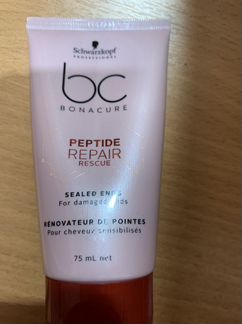 Schwarzkopf
PROFESSIONAL
bc
BONACURE
PEPTIDE
REPAIR
RESCUE
SEALED ENDS
For damaged ends
RÉNOVATEUR DE POINTES
Pour cheveux sensibilisés
75 mL net